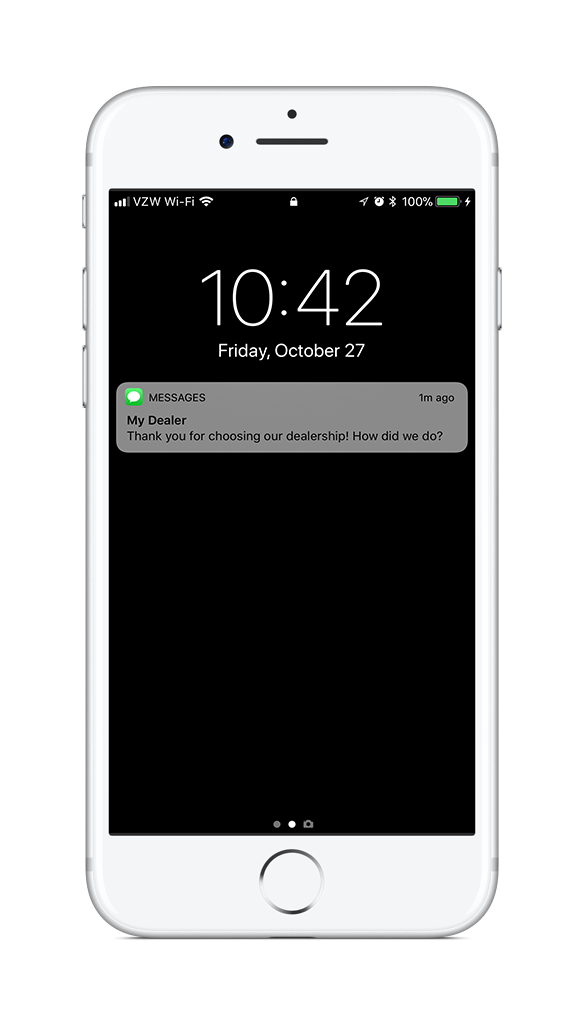 VZW Wi-Fi 100%
10:42
Friday, October 27
MESSAGES 1m ago
My Dealer
Thank you for choosing our dealership! How did we do?